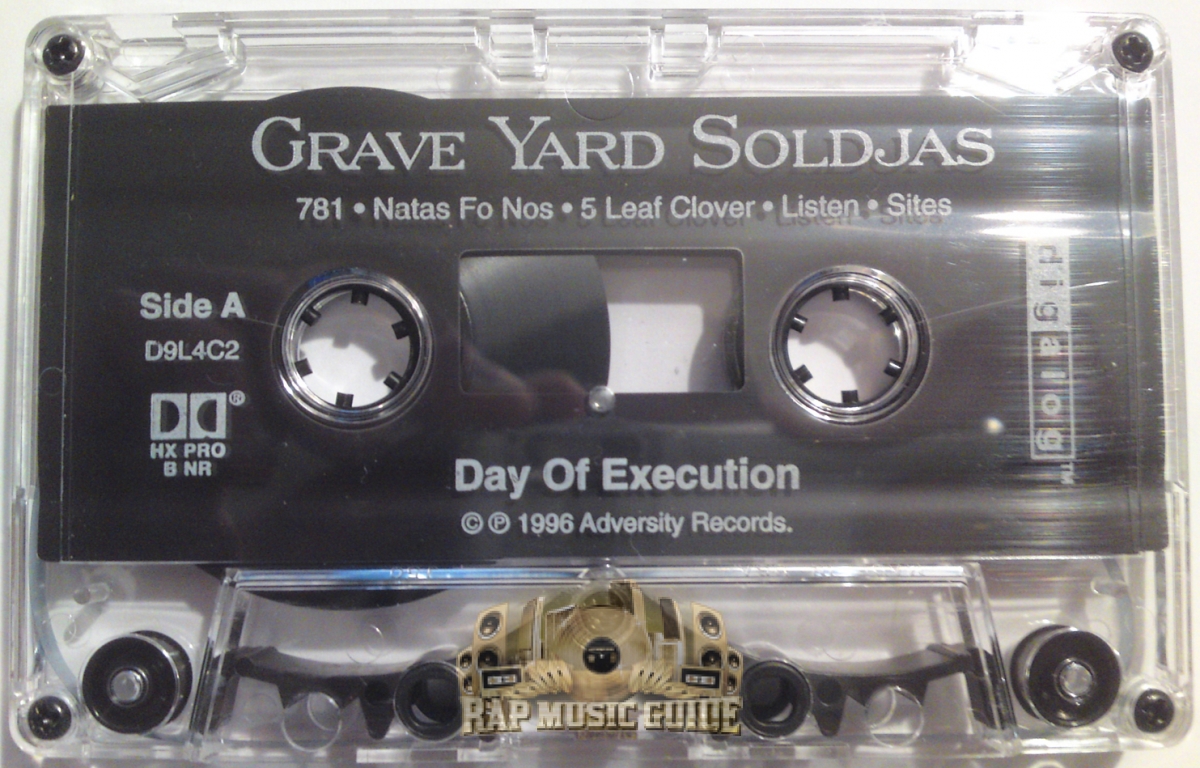 GRAVE YARD SOLDJAS
781 • Natas Fo Nos • 5 Leaf Clover • Listen • Sites
Side A
D9L4C2
HX PRO
B NR
digalog™
Day Of Execution
© ℗ 1996 Adversity Records.
RAP MUSIC GUIDE